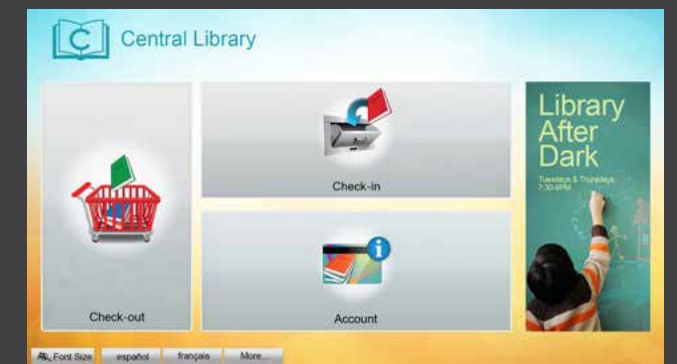 C Central Library
Check-out
Check-in
Account
Library
After
Dark
Tuesdays & Thursdays
7:30-9PM
Font Size
español
français
More...